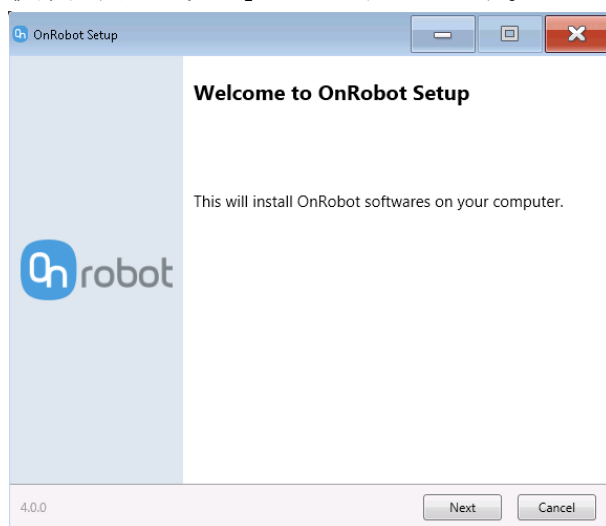 OnRobot Setup
Welcome to OnRobot Setup
This will install OnRobot softwares on your computer.
On robot
4.0.0
Next
Cancel